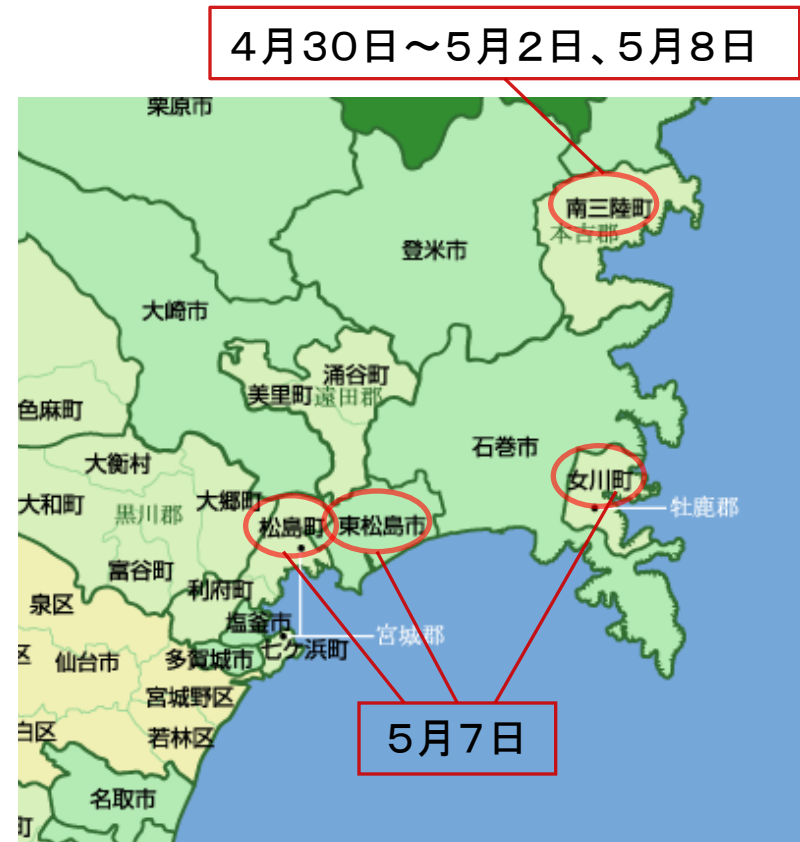 ４月３０日～５月２日、５月８日
栗原市
南三陸町
本吉郡
登米市
大崎市
涌谷町
美里町
遠田郡
色麻町
石巻市
大衡村
女川町
大和町
大郷町
黒川郡
松島町
東松島市
牡鹿郡
富谷町
利府町
泉区
塩釜市
宮城郡
七ケ浜町
区
仙台市
多賀城市
宮城野区
白区
若林区
５月７日
名取市
町